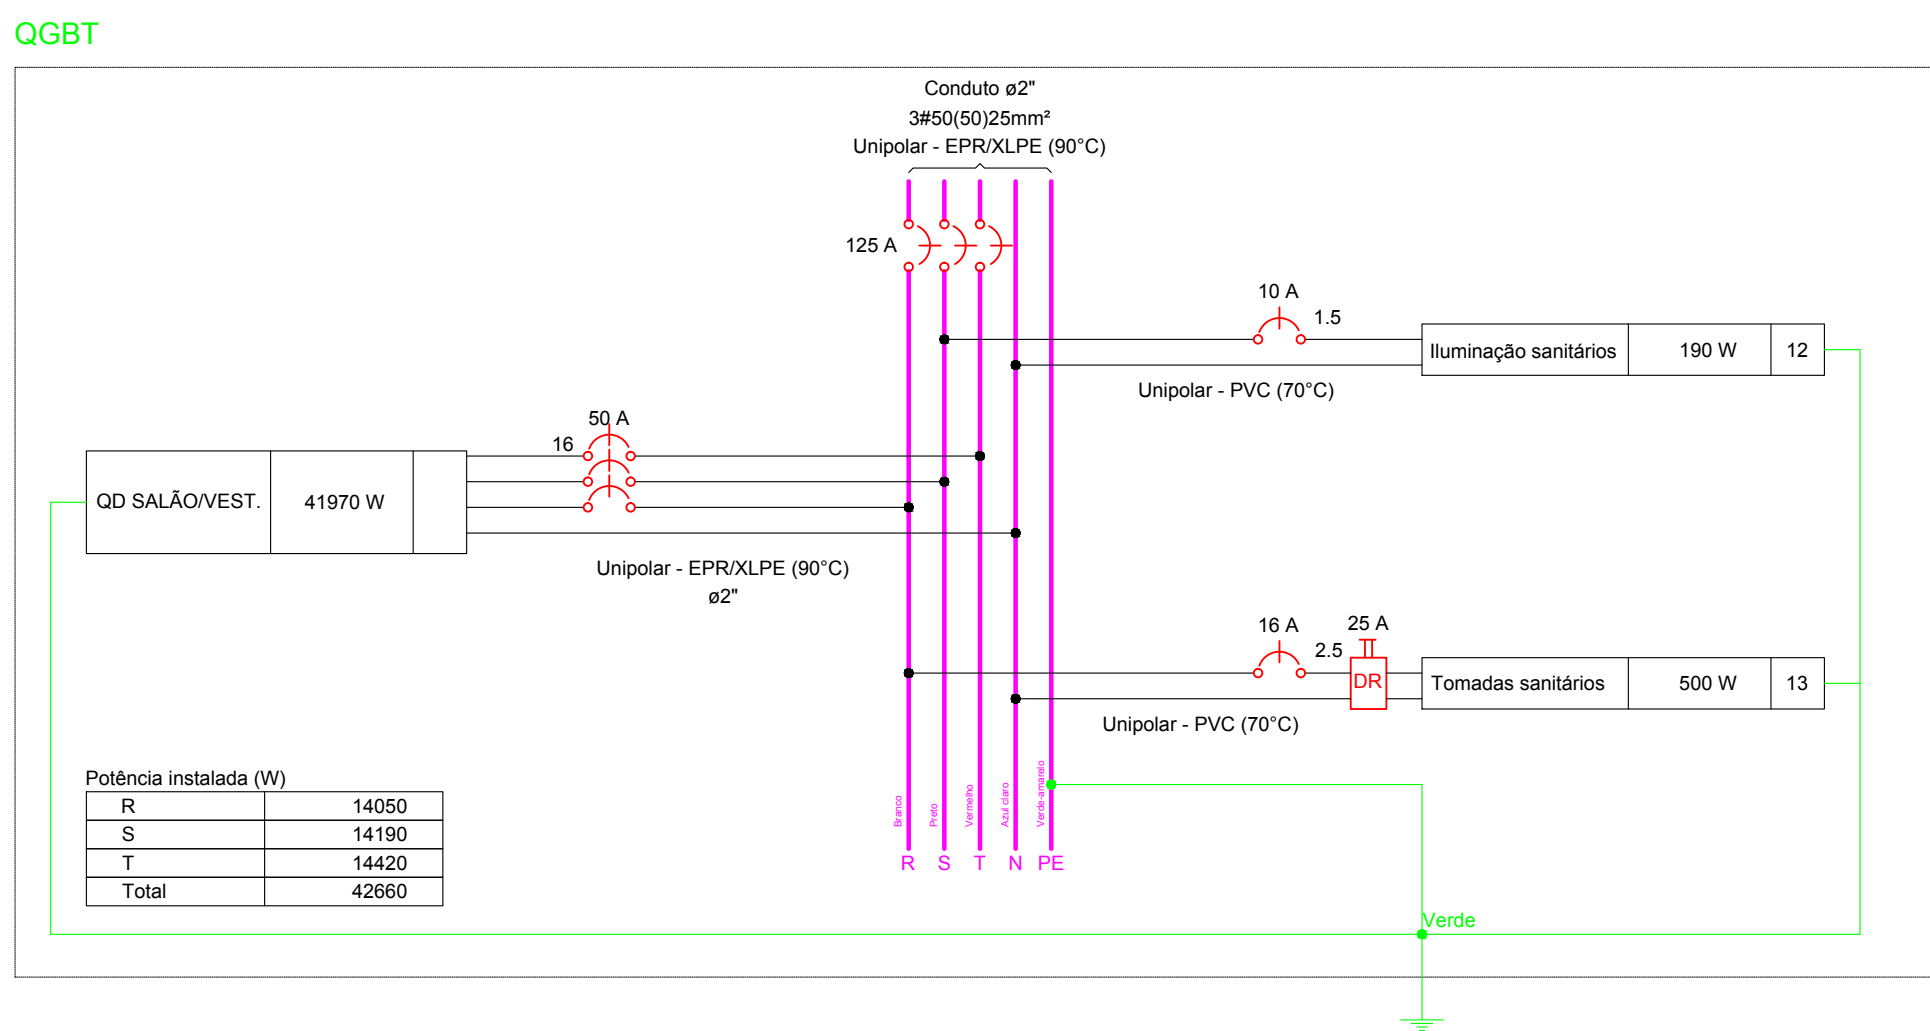 QGBT
Conduto ø2"
3#50(50)25mm²
Unipolar - EPR/XLPE (90°C)
125 A
10 A
1.5
Iluminação sanitários 190 W 12
Unipolar - PVC (70°C)
50 A
16
QD SALÃO/VEST. 41970 W
Unipolar - EPR/XLPE (90°C)
ø2"
16 A 25 A
2.5
DR
Tomadas sanitários 500 W 13
Unipolar - PVC (70°C)
Potência instalada (W)
R 14050
S 14190
T 14420
Total 42660
Branco
Preto
Vermelho
Azul claro
Verde-amarelo
R S T N PE
Verde